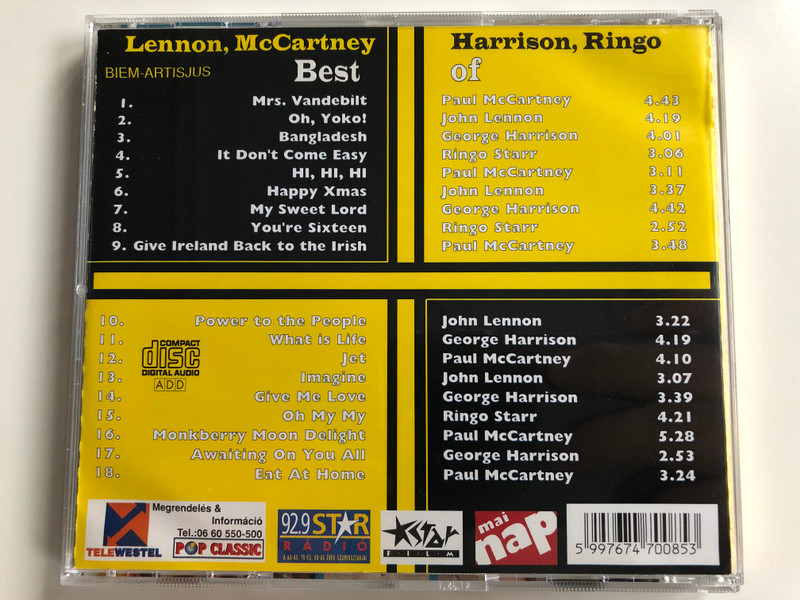 Lennon, McCartney Harrison, Ringo
BIEM-ARTISJUS Best of
1. Mrs. Vandebilt Paul McCartney 4.43
2. Oh, Yoko! John Lennon 4.19
3. Bangladesh George Harrison 4.01
4. It Don't Come Easy Ringo Starr 3.06
5. HI, HI, HI Paul McCartney 3.11
6. Happy Xmas John Lennon 3.37
7. My Sweet Lord George Harrison 4.42
8. You're Sixteen Ringo Starr 2.52
9. Give Ireland Back to the Irish Paul McCartney 3.48
10. Power to the People John Lennon 3.22
11. What is Life George Harrison 4.19
12. Jet Paul McCartney 4.10
13. Imagine John Lennon 3.07
14. Give Me Love George Harrison 3.39
15. Oh My My Ringo Starr 4.21
16. Monkberry Moon Delight Paul McCartney 5.28
17. Awaiting On You All George Harrison 2.53
18. Eat At Home Paul McCartney 3.24
COMPACT
disc
DIGITAL AUDIO
ADD
TELEWESTEL
Megrendelés &
Információ
Tel.:06 60 550-500
POP CLASSIC
92.9 STAR
RÁDIÓ
A 60-AS, 70-ES, 80-AS ÉVEK SZUPERSZTÁRJAI
Star
FILM
mai
nap
5 997674 700853